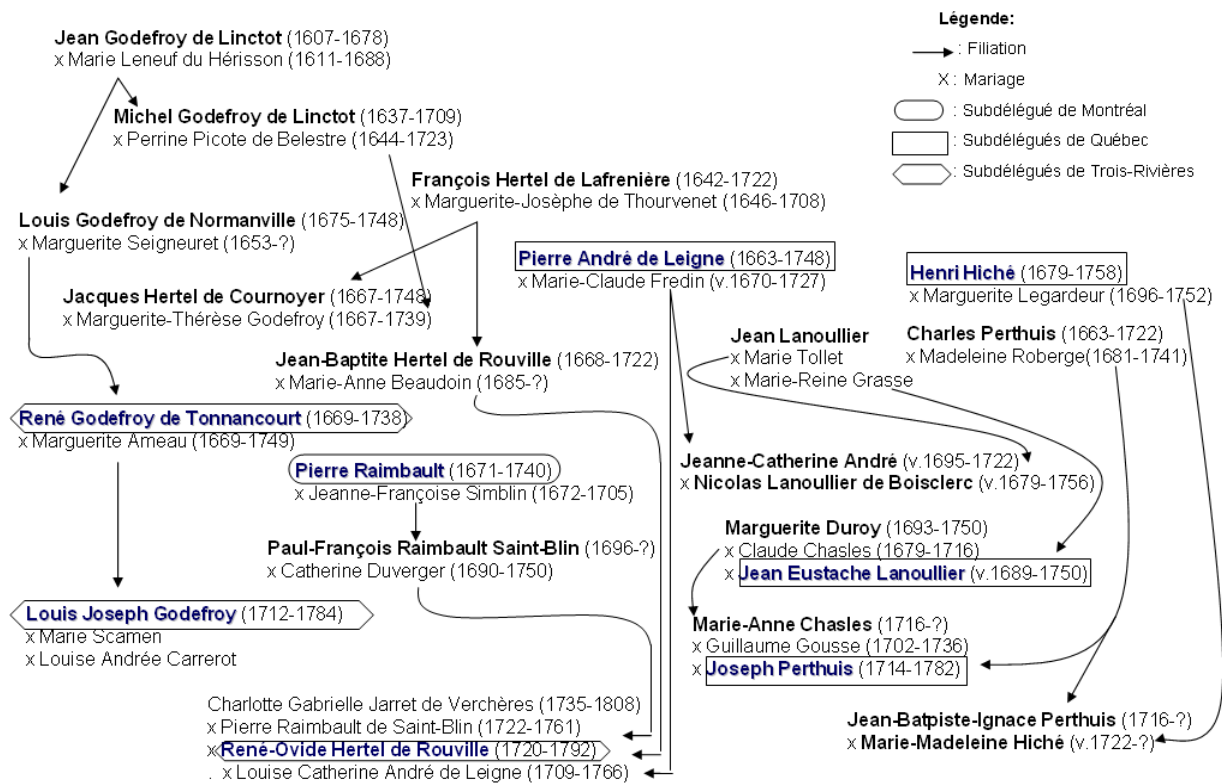 Jean Godefroy de Linctot (1607-1678)
x Marie Leneuf du Hérisson (1611-1688)
Michel Godefroy de Linctot (1637-1709)
x Perrine Picote de Belestre (1644-1723)
Légende:
: Filiation
X : Mariage
: Subdélégué de Montréal
: Subdélégués de Québec
: Subdélégués de Trois-Rivières
François Hertel de Lafrenière (1642-1722)
x Marguerite-Josèphe de Thourvenet (1646-1708)
Louis Godefroy de Normanville (1675-1748)
x Marguerite Seigneuret (1653-?)
Pierre André de Leigne (1663-1748)
x Marie-Claude Fredin (v.1670-1727)
Henri Hiché (1679-1758)
x Marguerite Legardeur (1696-1752)
Jacques Hertel de Cournoyer (1667-1748)
x Marguerite-Thérèse Godefroy (1667-1739)
Jean Lanoullier
x Marie Tollet
x Marie-Reine Grasse
Charles Perthuis (1663-1722)
x Madeleine Roberge(1681-1741)
Jean-Baptite Hertel de Rouville (1668-1722)
x Marie-Anne Beaudoin (1685-?)
René Godefroy de Tonnancourt (1669-1738)
x Marguerite Ameau (1669-1749)
Pierre Raimbault (1671-1740)
x Jeanne-Françoise Simblin (1672-1705)
Jeanne-Catherine André (v.1695-1722)
x Nicolas Lanoullier de Boisclerc (v.1679-1756)
Marguerite Duroy (1693-1750)
x Claude Chasles (1679-1716)
x Jean Eustache Lanoullier (v.1689-1750)
Paul-François Raimbault Saint-Blin (1696-?)
x Catherine Duverger (1690-1750)
Louis Joseph Godefroy (1712-1784)
x Marie Scamen
x Louise Andrée Carrerot
Marie-Anne Chasles (1716-?)
x Guillaume Gousse (1702-1736)
x Joseph Perthuis (1714-1782)
Charlotte Gabrielle Jarret de Verchères (1735-1808)
x Pierre Raimbault de Saint-Blin (1722-1761)
x René-Ovide Hertel de Rouville (1720-1792)
. x Louise Catherine André de Leigne (1709-1766)
Jean-Batpiste-Ignace Perthuis (1716-?)
x Marie-Madeleine Hiché (v.1722-?)